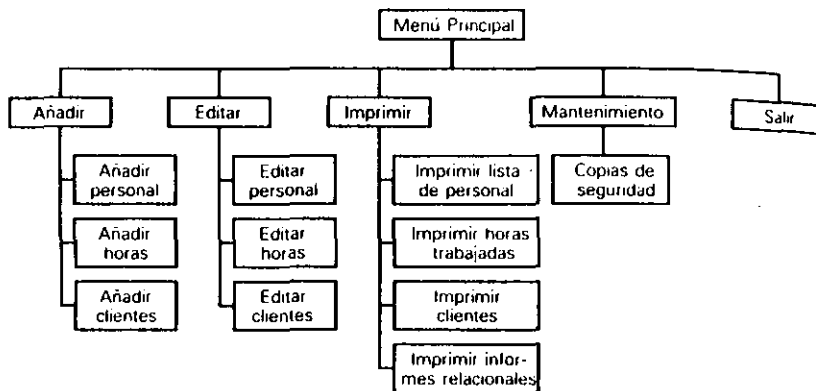 Menú Principal
Añadir
Editar
Imprimir
Mantenimiento
Salir
Añadir
personal
Editar
personal
Imprimir lista
de personal
Copias de
seguridad
Añadir
horas
Editar
horas
Imprimir horas
trabajadas
Añadir
clientes
Editar
clientes
Imprimir
clientes
Imprimir infor-
mes relacionales